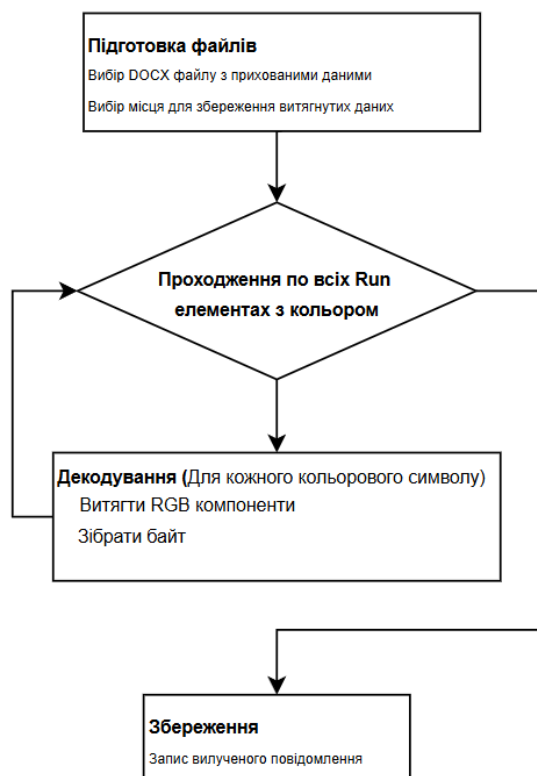 Підготовка файлів
Вибір DOCX файлу з прихованими даними
Вибір місця для збереження витягнутих даних
Проходження по всіх Run
елементах з кольором
Декодування (Для кожного кольорового символу)
Витягти RGB компоненти
Зібрати байт
Збереження
Запис вилученого повідомлення